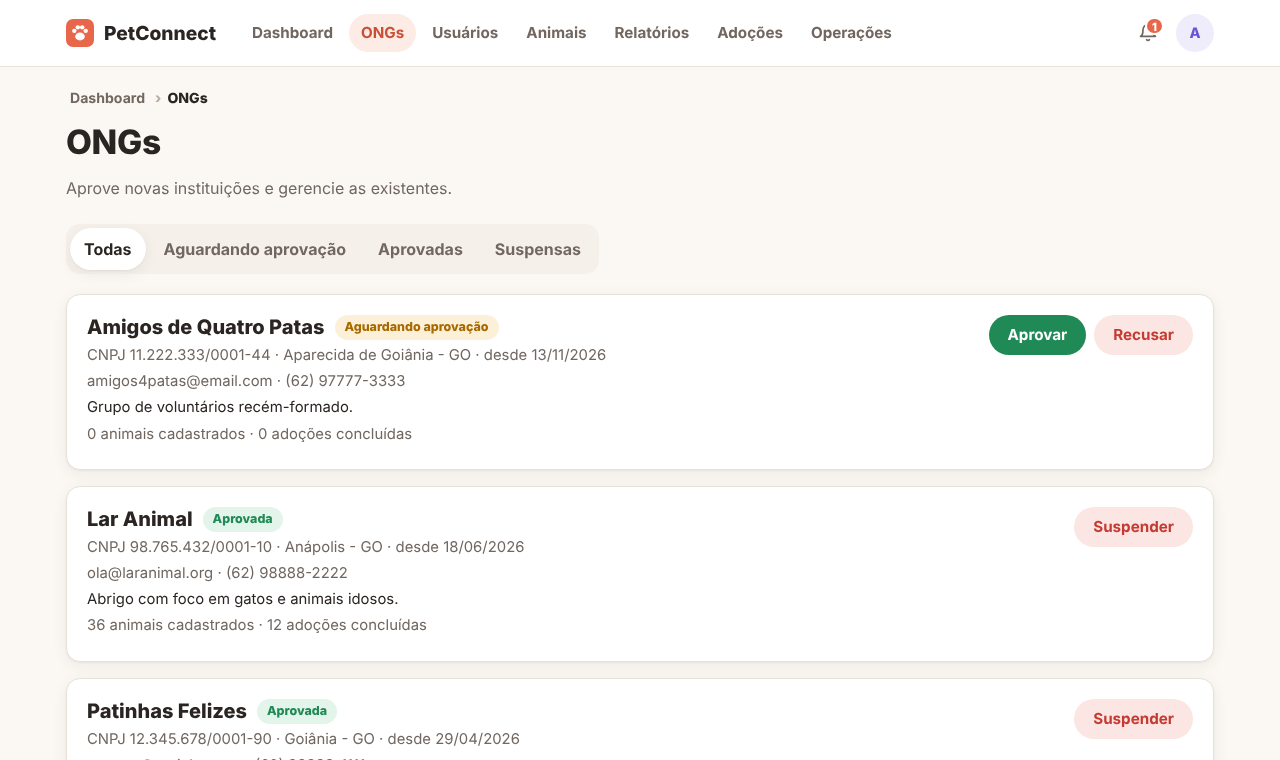 PetConnect Dashboard ONGs Usuários Animais Relatórios Adoções Operações 1 A
Dashboard › ONGs
ONGs
Aprove novas instituições e gerencie as existentes.
Todas Aguardando aprovação Aprovadas Suspensas
Amigos de Quatro Patas Aguardando aprovação Aprovar Recusar
CNPJ 11.222.333/0001-44 · Aparecida de Goiânia - GO · desde 13/11/2026
amigos4patas@email.com · (62) 97777-3333
Grupo de voluntários recém-formado.
0 animais cadastrados · 0 adoções concluídas
Lar Animal Aprovada Suspender
CNPJ 98.765.432/0001-10 · Anápolis - GO · desde 18/06/2026
ola@laranimal.org · (62) 98888-2222
Abrigo com foco em gatos e animais idosos.
36 animais cadastrados · 12 adoções concluídas
Patinhas Felizes Aprovada Suspender
CNPJ 12.345.678/0001-90 · Goiânia - GO · desde 29/04/2026